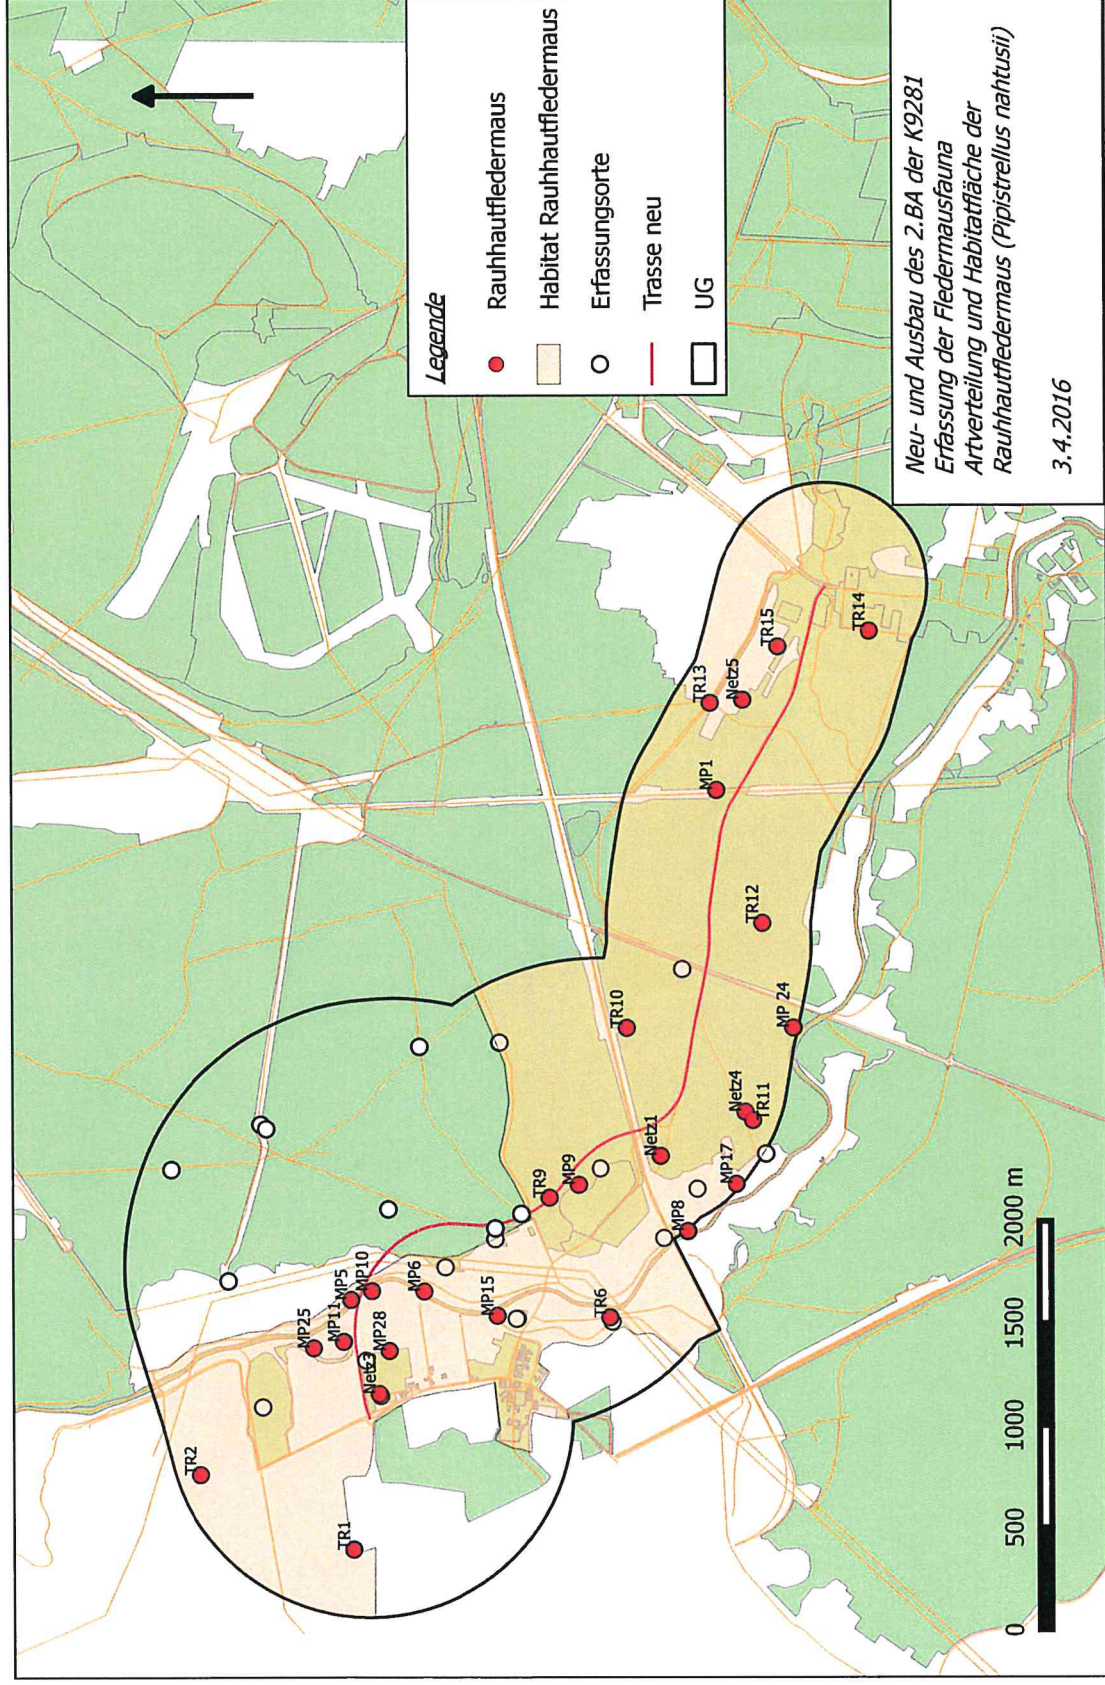 Legende
Rauhhautfledermaus
Habitat Rauhhautfledermaus
Erfassungsorte
Trasse neu
UG
Neu- und Ausbau des 2.BA der K9281
Erfassung der Fledermausfauna
Artverteilung und Habitatfläche der
Rauhhautfledermaus (Pipistrellus nahtusii)
3.4.2016
TR2
TR1
MP25
MP11
MP5
MP10
MP28
Netz3
MP6
MP15
TR6
TR9
MP9
Netz1
MP8
MP17
Netz4
TR11
TR10
MP 24
TR12
MP1
TR13
Netz5
TR15
TR14
0 500 1000 1500 2000 m